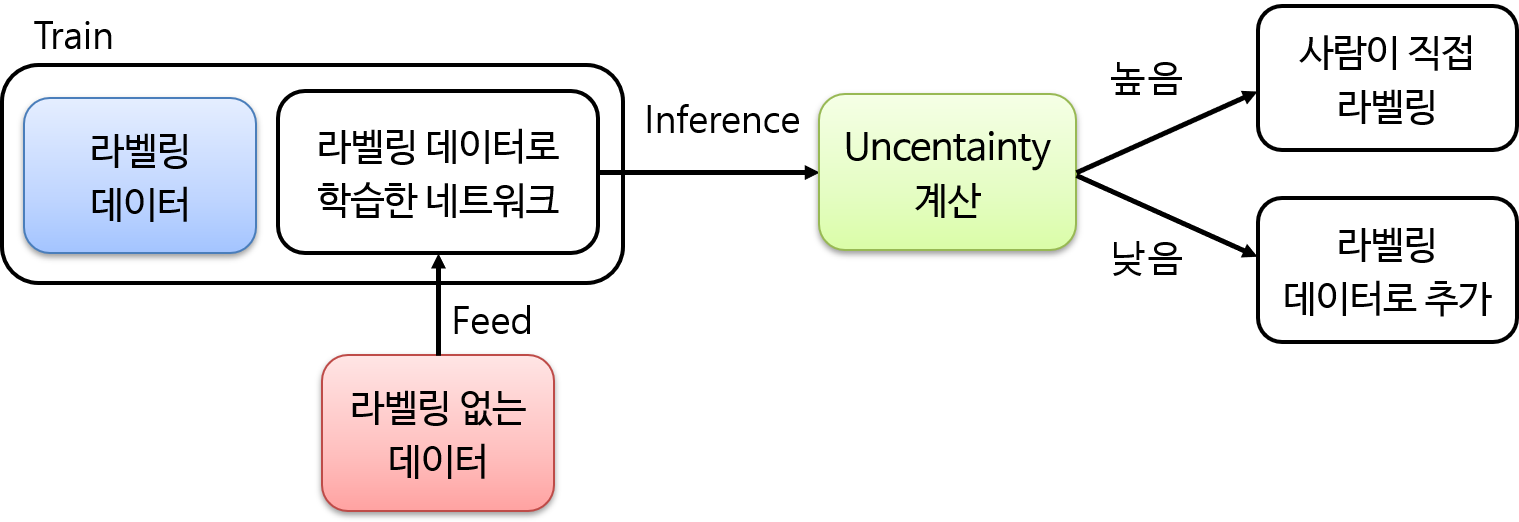 Train
라벨링
데이터
라벨링 데이터로
학습한 네트워크
Inference
Uncentainty
계산
높음
사람이 직접
라벨링
낮음
라벨링
데이터로 추가
Feed
라벨링 없는
데이터